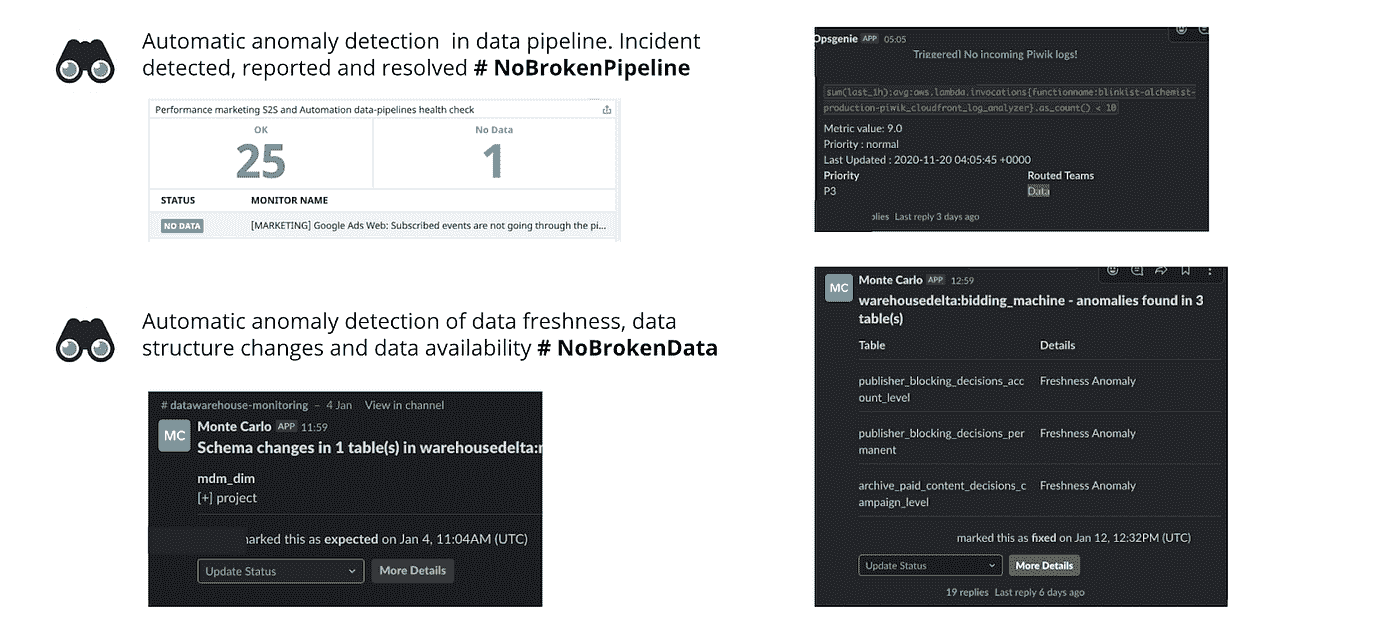 Automatic anomaly detection in data pipeline. Incident
detected, reported and resolved # NoBrokenPipeline
Performance marketing S2S and Automation data-pipelines health check
OK
No Data
25
1
STATUS MONITOR NAME
NO DATA [MARKETING] Google Ads Web: Subscribed events are not going through the pi...
Opsgenie APP 05:05
Triggered] No incoming Piwik logs!
sum(last_1h):avg:aws.lambda.invocations{functionname:blinkist-alchemist-
production-piwik_cloudfront_log_analyzer}.as_count() < 10
Metric value: 9.0
Priority : normal
Last Updated : 2020-11-20 04:05:45 +0000
Priority Routed Teams
P3 Data
plies Last reply 3 days ago
Automatic anomaly detection of data freshness, data
structure changes and data availability # NoBrokenData
# datawarehouse-monitoring – 4 Jan View in channel
MC
Monte Carlo APP 11:59
Schema changes in 1 table(s) in warehousedelta:
mdm_dim
[+] project
arked this as expected on Jan 4, 11:04AM (UTC)
Update Status More Details
MC
Monte Carlo APP 12:59
warehousedelta:bidding_machine - anomalies found in 3
table(s)
Table Details
publisher_blocking_decisions_acc Freshness Anomaly
ount_level
publisher_blocking_decisions_per Freshness Anomaly
manent
archive_paid_content_decisions_c Freshness Anomaly
ampaign_level
marked this as fixed on Jan 12, 12:32PM (UTC)
Update Status More Details
19 replies Last reply 6 days ago